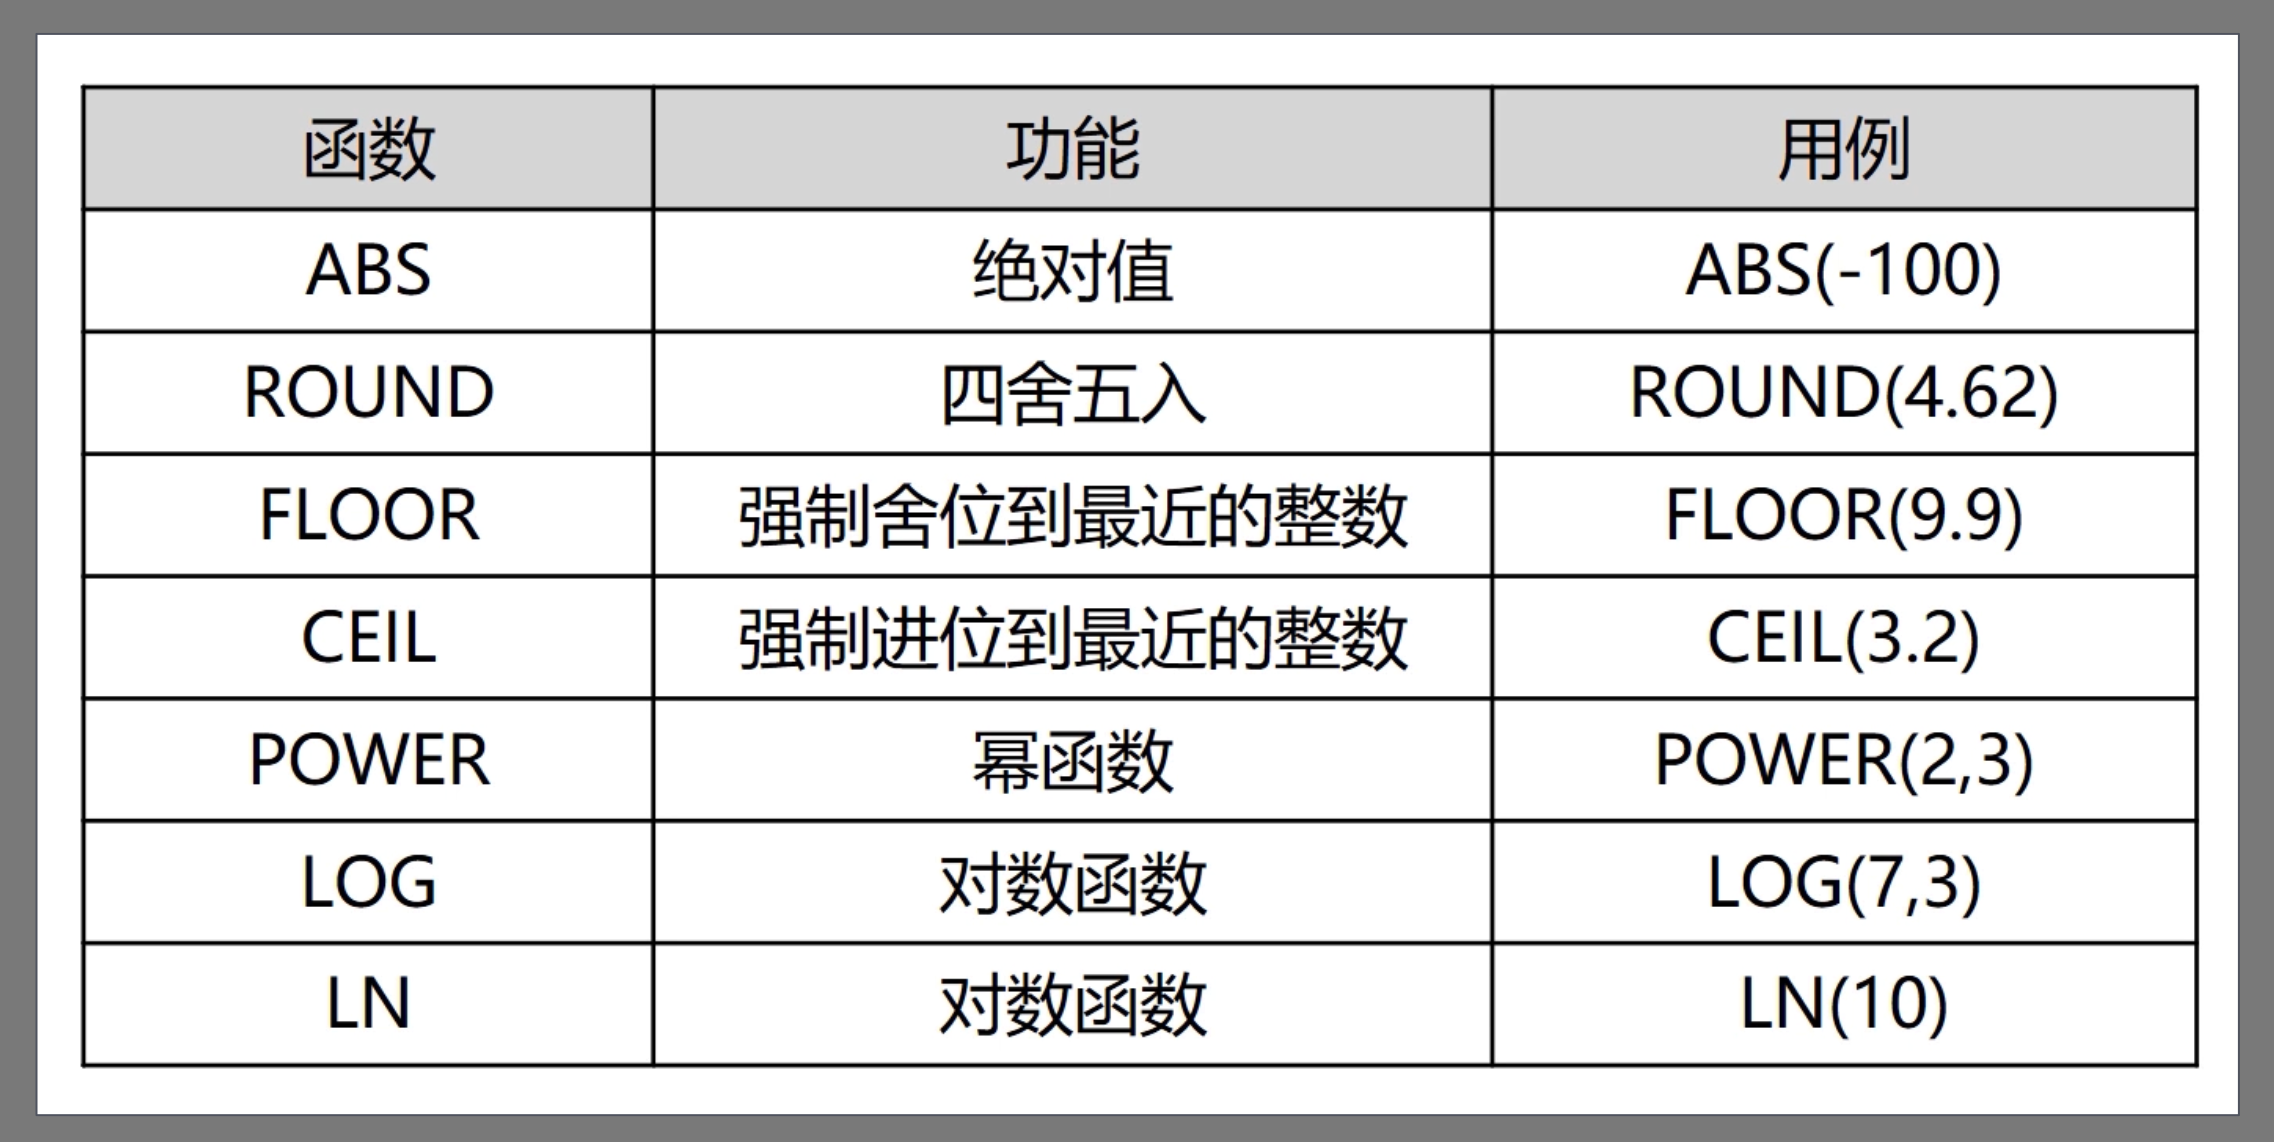 函数 功能 用例
ABS 绝对值 ABS(-100)
ROUND 四舍五入 ROUND(4.62)
FLOOR 强制舍位到最近的整数 FLOOR(9.9)
CEIL 强制进位到最近的整数 CEIL(3.2)
POWER 幂函数 POWER(2,3)
LOG 对数函数 LOG(7,3)
LN 对数函数 LN(10)